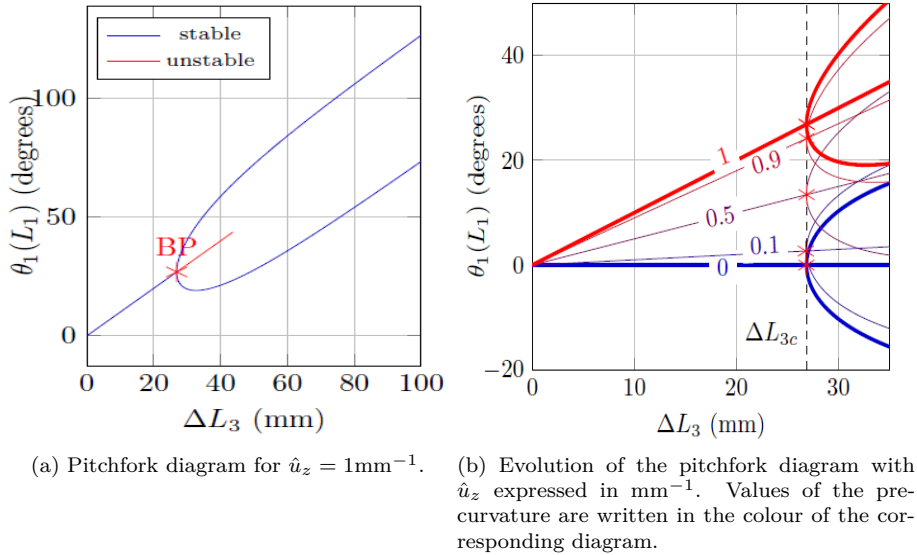 stable
unstable
BP
100
50
0
0 20 40 60 80 100
θ₁(L₁) (degrees)
ΔL₃ (mm)
(a) Pitchfork diagram for ûz = 1mm⁻¹.
40
20
0
−20
0 10 20 30
1
0.9
0.5
0.1
0
ΔL₃c
θ₁(L₁) (degrees)
ΔL₃ (mm)
(b) Evolution of the pitchfork diagram with
ûz expressed in mm⁻¹. Values of the pre-
curvature are written in the colour of the cor-
responding diagram.